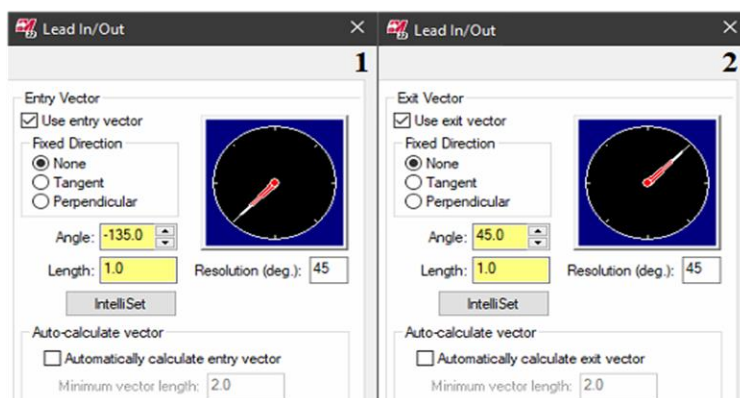 Lead In/Out
1
Entry Vector
Use entry vector
Fixed Direction
None
Tangent
Perpendicular
Angle: -135.0
Length: 1.0 Resolution (deg.): 45
IntelliSet
Auto-calculate vector
Automatically calculate entry vector
Minimum vector length: 2.0
Lead In/Out
2
Exit Vector
Use exit vector
Fixed Direction
None
Tangent
Perpendicular
Angle: 45.0
Length: 1.0 Resolution (deg.): 45
IntelliSet
Auto-calculate vector
Automatically calculate exit vector
Minimum vector length: 2.0